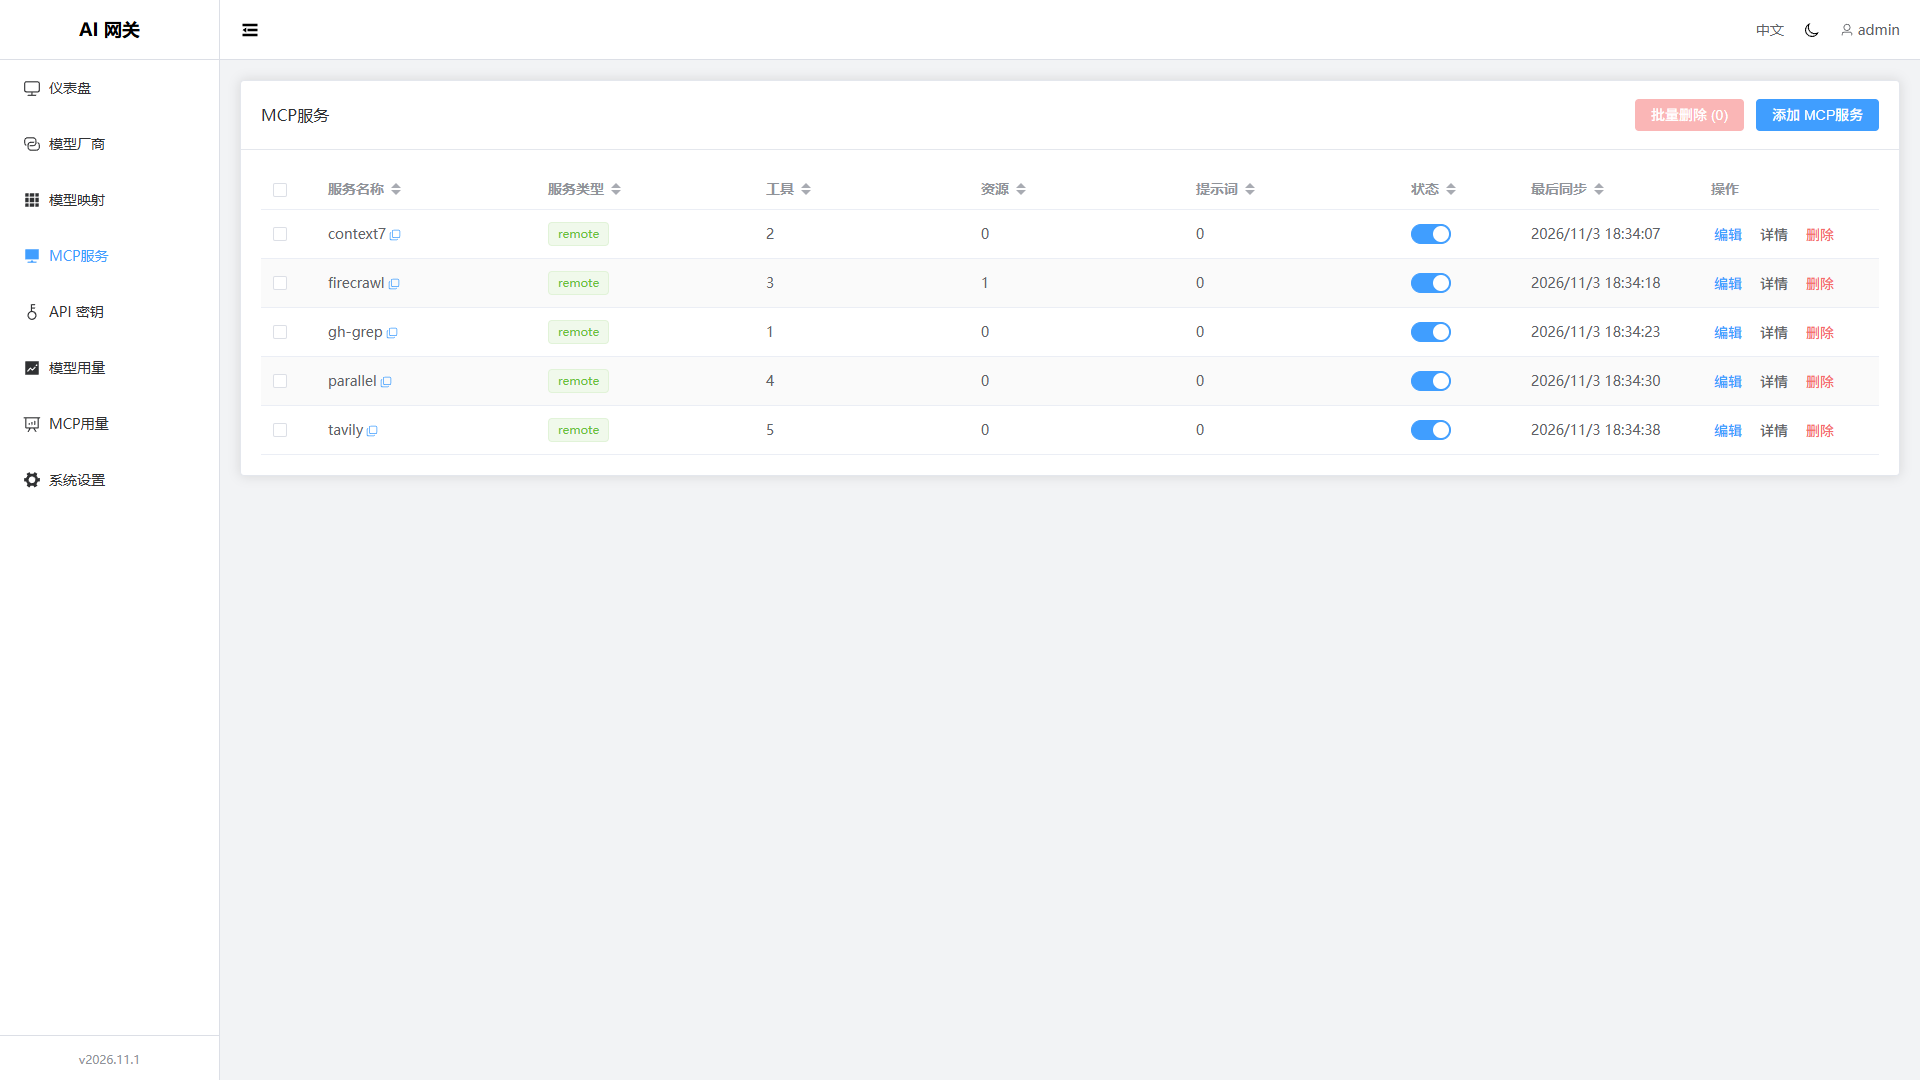 AI 网关
中文
admin
仪表盘
模型厂商
模型映射
MCP服务
API 密钥
模型用量
MCP用量
系统设置
v2026.11.1
MCP服务
批量删除 (0)
添加 MCP服务
服务名称 服务类型 工具 资源 提示词 状态 最后同步 操作
context7 remote 2 0 0 2026/11/3 18:34:07 编辑 详情 删除
firecrawl remote 3 1 0 2026/11/3 18:34:18 编辑 详情 删除
gh-grep remote 1 0 0 2026/11/3 18:34:23 编辑 详情 删除
parallel remote 4 0 0 2026/11/3 18:34:30 编辑 详情 删除
tavily remote 5 0 0 2026/11/3 18:34:38 编辑 详情 删除